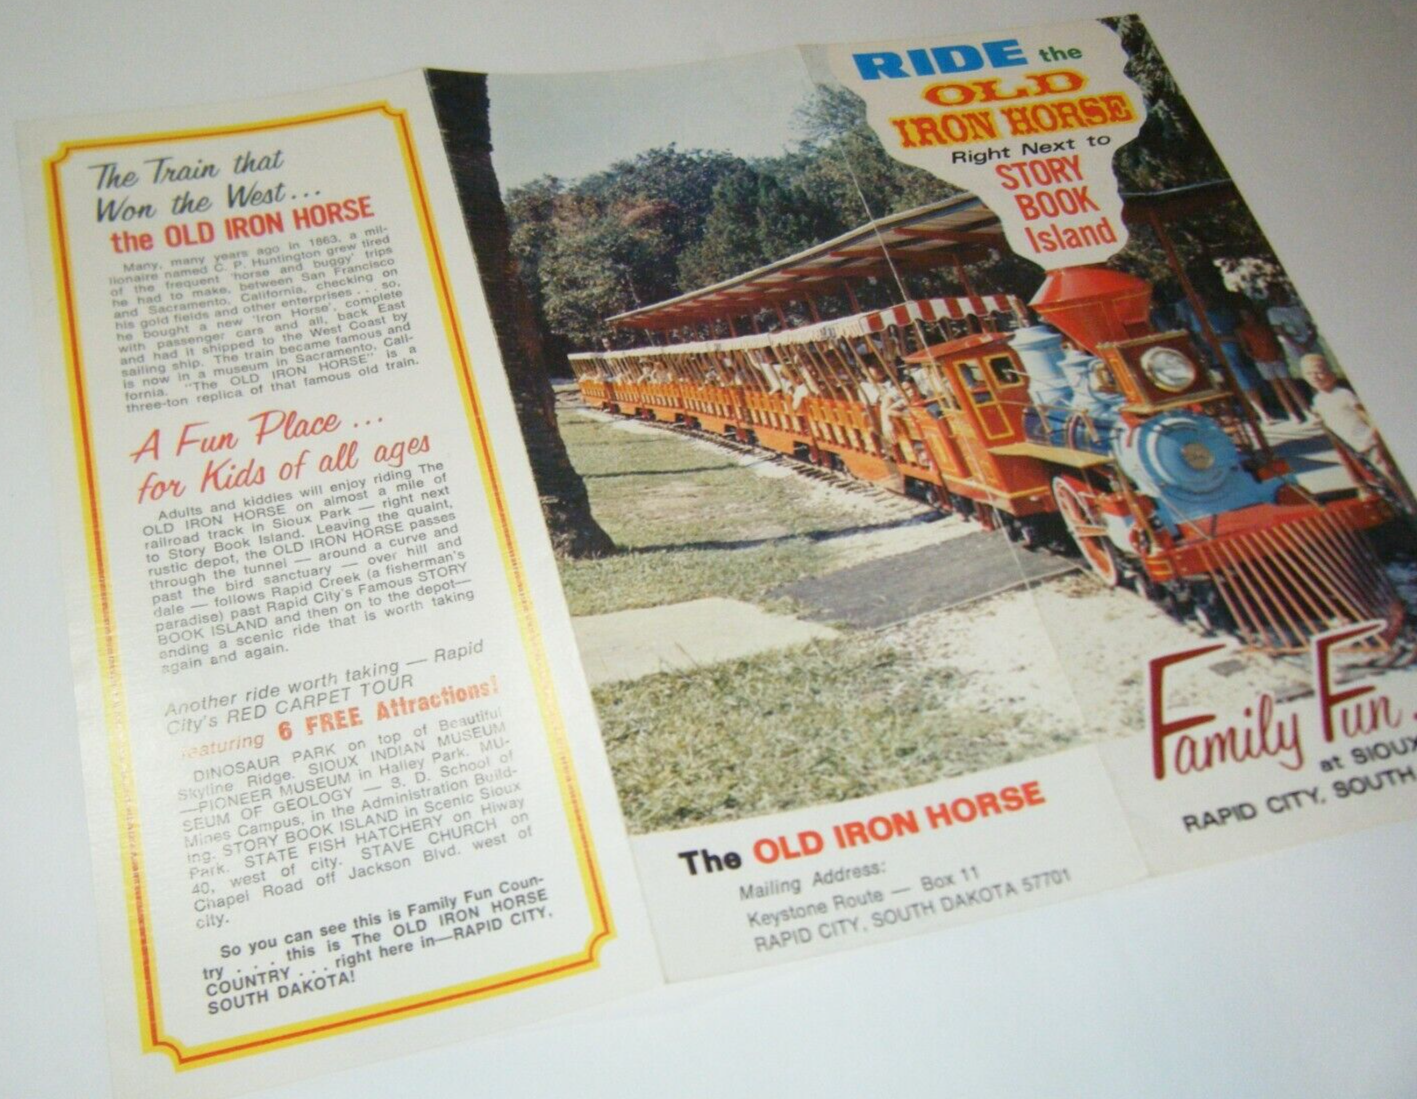 The Train that
Won the West...
the OLD IRON HORSE
Many, many years ago in 1863, a mil-
lionaire named C. P. Huntington grew tired
of the frequent 'horse and buggy' trips
he had to make, between San Francisco
and Sacramento, California, checking on
his gold fields and other enterprises . . . so,
he bought a new 'Iron Horse', complete
with passenger cars and all, back East
and had it shipped to the West Coast by
sailing ship. The train became famous and
is now in a museum in Sacramento, Cali-
fornia. "The OLD IRON HORSE" is a
three-ton replica of that famous old train.
A Fun Place ...
for Kids of all ages
Adults and kiddies will enjoy riding The
OLD IRON HORSE on almost a mile of
railroad track in Sioux Park — right next
to Story Book Island. Leaving the quaint,
rustic depot, the OLD IRON HORSE passes
through the tunnel — around a curve and
past the bird sanctuary — over hill and
dale — follows Rapid Creek (a fisherman's
paradise) past Rapid City's Famous STORY
BOOK ISLAND and then on to the depot—
ending a scenic ride that is worth taking
again and again.
Another ride worth taking — Rapid
City's RED CARPET TOUR
featuring 6 FREE Attractions!
DINOSAUR PARK on top of Beautiful
Skyline Ridge. SIOUX INDIAN MUSEUM
—PIONEER MUSEUM in Halley Park. MU-
SEUM OF GEOLOGY — S. D. School of
Mines Campus, in the Administration Build-
ing. STORY BOOK ISLAND in Scenic Sioux
Park. STATE FISH HATCHERY on Hiway
40, west of city. STAVE CHURCH on
Chapel Road off Jackson Blvd. west of
city.
So you can see this is Family Fun Coun-
try . . . this is The OLD IRON HORSE
COUNTRY . . . right here in—RAPID CITY,
SOUTH DAKOTA!
The OLD IRON HORSE
Mailing Address:
Keystone Route — Box 11
RAPID CITY, SOUTH DAKOTA 57701
RIDE the
OLD
IRON HORSE
Right Next to
STORY
BOOK
Island
Family Fun .
at SIOUX
RAPID CITY, SOUTH